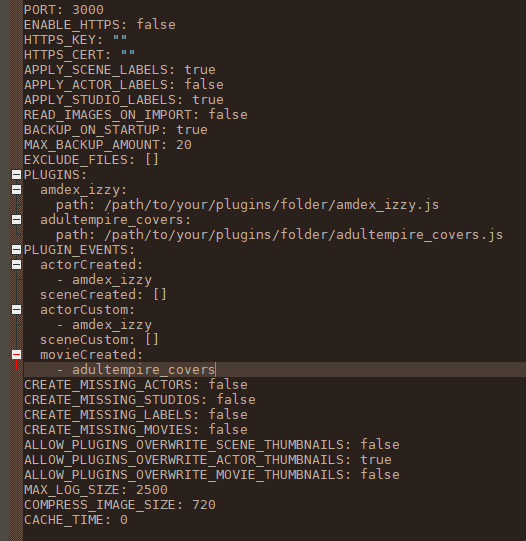 PORT: 3000
ENABLE_HTTPS: false
HTTPS_KEY: ""
HTTPS_CERT: ""
APPLY_SCENE_LABELS: true
APPLY_ACTOR_LABELS: false
APPLY_STUDIO_LABELS: true
READ_IMAGES_ON_IMPORT: false
BACKUP_ON_STARTUP: true
MAX_BACKUP_AMOUNT: 20
EXCLUDE_FILES: []
PLUGINS:
  amdex_izzy:
    path: /path/to/your/plugins/folder/amdex_izzy.js
  adultempire_covers:
    path: /path/to/your/plugins/folder/adultempire_covers.js
PLUGIN_EVENTS:
  actorCreated:
    - amdex_izzy
  sceneCreated: []
  actorCustom:
    - amdex_izzy
  sceneCustom: []
  movieCreated:
    - adultempire_covers
CREATE_MISSING_ACTORS: false
CREATE_MISSING_STUDIOS: false
CREATE_MISSING_LABELS: false
CREATE_MISSING_MOVIES: false
ALLOW_PLUGINS_OVERWRITE_SCENE_THUMBNAILS: false
ALLOW_PLUGINS_OVERWRITE_ACTOR_THUMBNAILS: true
ALLOW_PLUGINS_OVERWRITE_MOVIE_THUMBNAILS: false
MAX_LOG_SIZE: 2500
COMPRESS_IMAGE_SIZE: 720
CACHE_TIME: 0